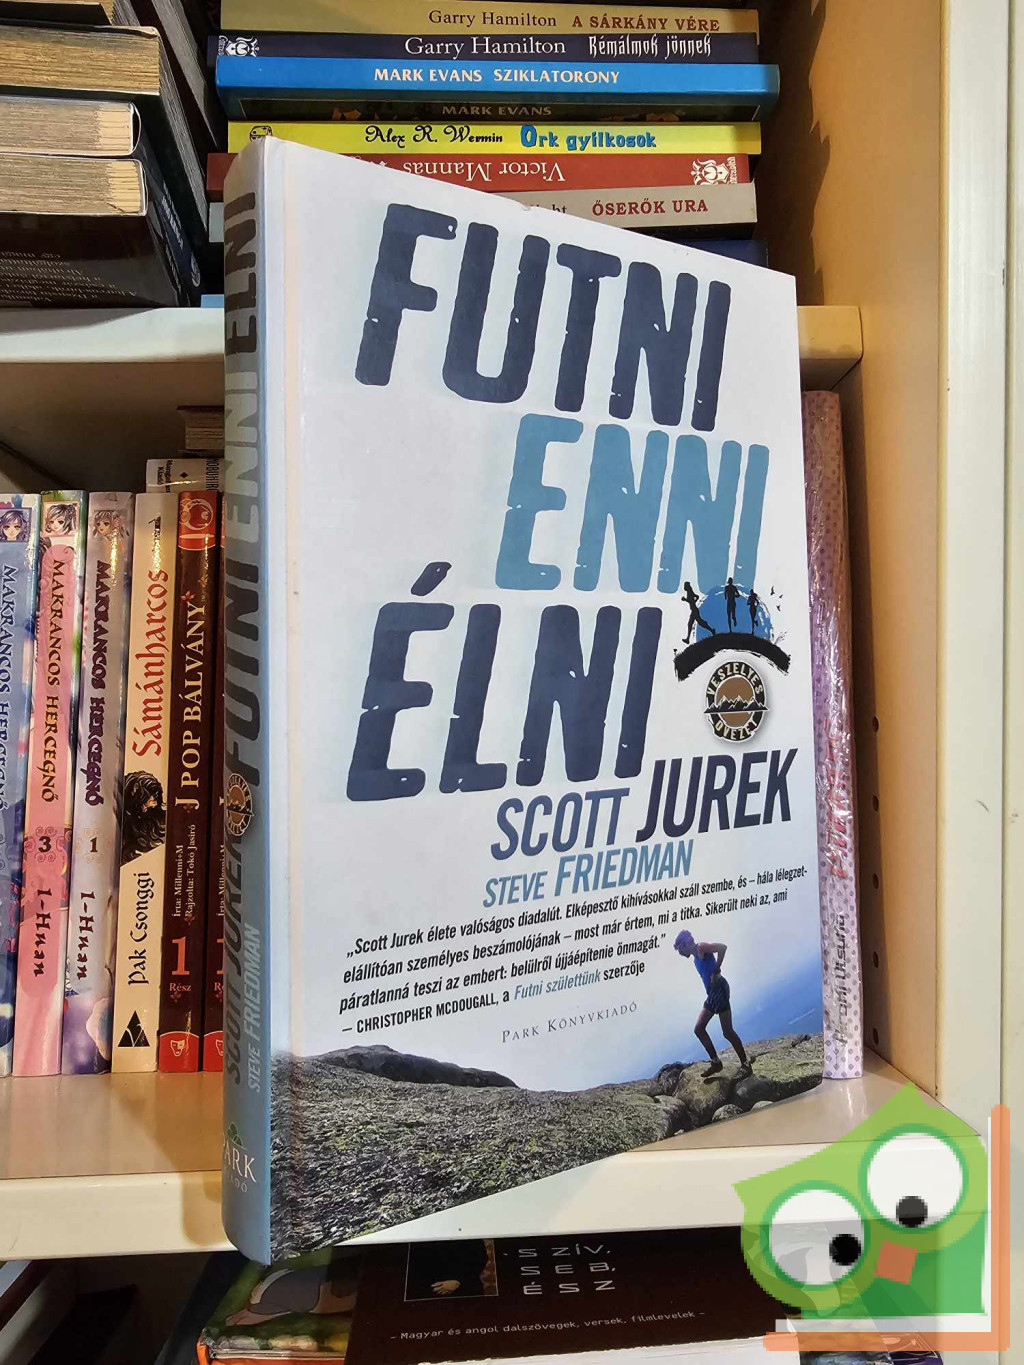 Garry Hamilton A SÁRKÁNY VÉRE
Garry Hamilton Rémálmok jönnek
MARK EVANS SZIKLATORONY
MARK EVANS
Alex R. Wermin Ork gyilkosok
Victor Mannas
ŐSERŐK URA
FUTNI
ENNI
ÉLNI
VESZÉLYES
ÖVEZET
SCOTT JUREK
STEVE FRIEDMAN
„Scott Jurek élete valóságos diadalút. Elképesztő kihívásokkal száll szembe, és – hála lélegzet-
elállítóan személyes beszámolójának – most már értem, mi a titka. Sikerült neki az, ami
páratlanná teszi az embert: belülről újjáépítenie önmagát.”
– CHRISTOPHER MCDOUGALL, a Futni születtünk szerzője
PARK KÖNYVKIADÓ
FUTNI ENNI ÉLNI
SCOTT JUREK
STEVE FRIEDMAN
PARK
KIADÓ
MAKRANCOS HERCEGNŐ
MAKRANCOS HERCEGNŐ
3
I-Huan
MAKRANCOS HERCEGNŐ
1
I-Huan
Sámánharcos
Pak Csonggi
J POP BÁLVÁNY
Írta: Millenni+M
Rajzolta: Toko Jasiró
1
Rész
SZÍV,
SEB,
ÉSZ
– Magyar és angol dalszövegek, versek, filmlevelek –